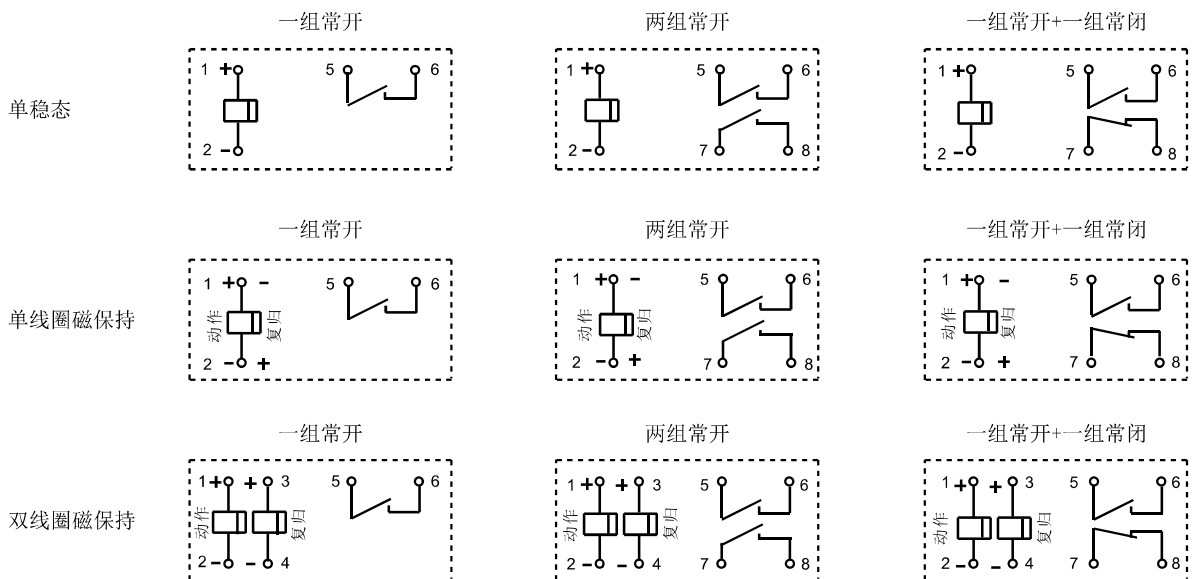 一组常开 两组常开 一组常开+一组常闭
单稳态
1 + 5 6 1 + 5 6 1 + 5 6
2 − 2 − 7 8 2 − 7 8
一组常开 两组常开 一组常开+一组常闭
单线圈磁保持
1 + − 5 6 1 + − 5 6 1 + − 5 6
动作 复归 动作 复归 动作 复归
2 − + 2 − + 7 8 2 − + 7 8
一组常开 两组常开 一组常开+一组常闭
双线圈磁保持
1 + + 3 5 6 1 + + 3 5 6 1 + + 3 5 6
动作 复归 动作 复归 动作 复归
2 − − 4 2 − − 4 7 8 2 − − 4 7 8